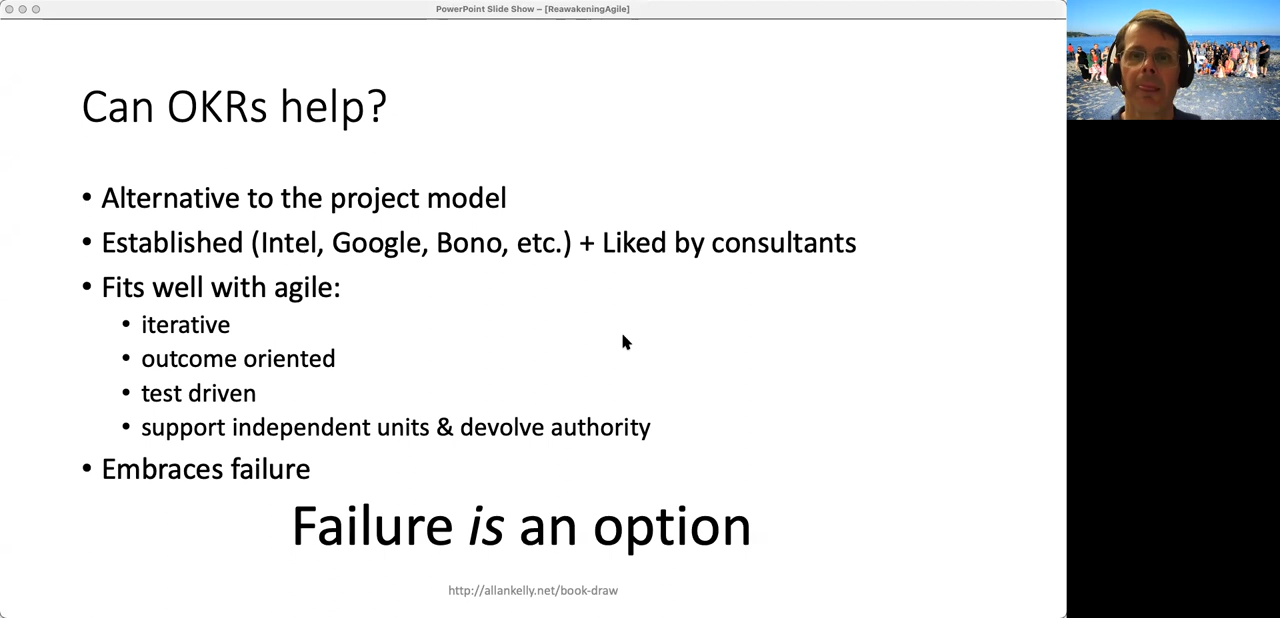 PowerPoint Slide Show – [ReawakeningAgile]
Can OKRs help?
• Alternative to the project model
• Established (Intel, Google, Bono, etc.) + Liked by consultants
• Fits well with agile:
• iterative
• outcome oriented
• test driven
• support independent units & devolve authority
• Embraces failure
Failure is an option
http://allankelly.net/book-draw